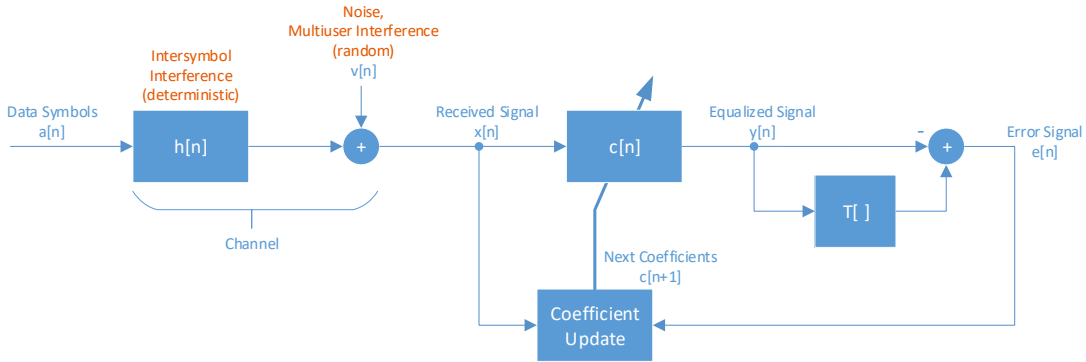 Noise,
Multiuser Interference
(random)
v[n]
Intersymbol
Interference
(deterministic)
Data Symbols
a[n]
h[n]
+
Channel
Received Signal
x[n]
c[n]
Equalized Signal
y[n]
-
+
Error Signal
e[n]
T[ ]
Next Coefficients
c[n+1]
Coefficient
Update